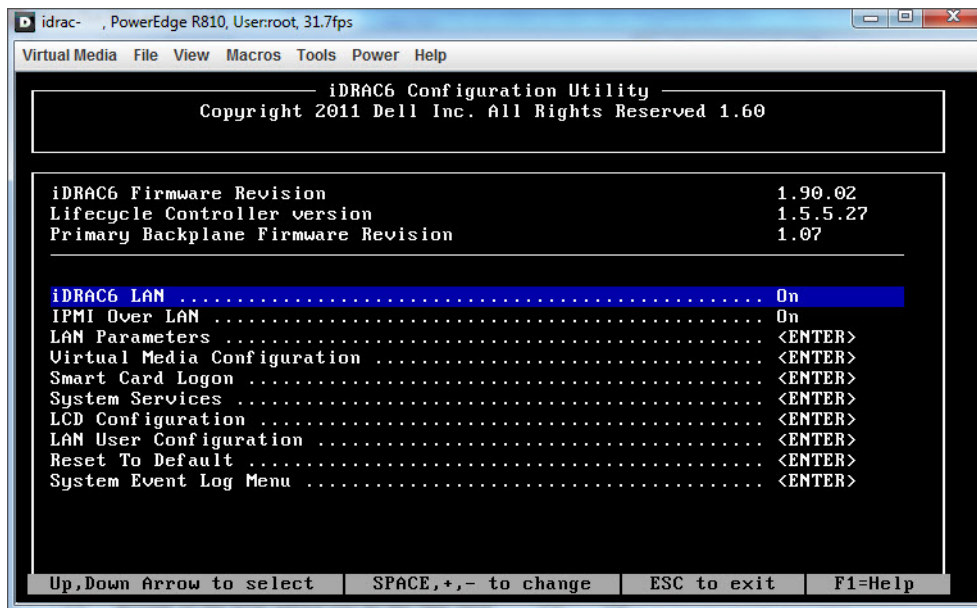 D idrac-    , PowerEdge R810, User:root, 31.7fps
Virtual Media File View Macros Tools Power Help
iDRAC6 Configuration Utility
Copyright 2011 Dell Inc. All Rights Reserved 1.60
iDRAC6 Firmware Revision 1.90.02
Lifecycle Controller version 1.5.5.27
Primary Backplane Firmware Revision 1.07
iDRAC6 LAN .................................................. On
IPMI Over LAN ............................................... On
LAN Parameters .............................................. <ENTER>
Virtual Media Configuration ................................. <ENTER>
Smart Card Logon ............................................ <ENTER>
System Services ............................................. <ENTER>
LCD Configuration ........................................... <ENTER>
LAN User Configuration ...................................... <ENTER>
Reset To Default ............................................ <ENTER>
System Event Log Menu ....................................... <ENTER>
Up,Down Arrow to select SPACE,+,- to change ESC to exit F1=Help